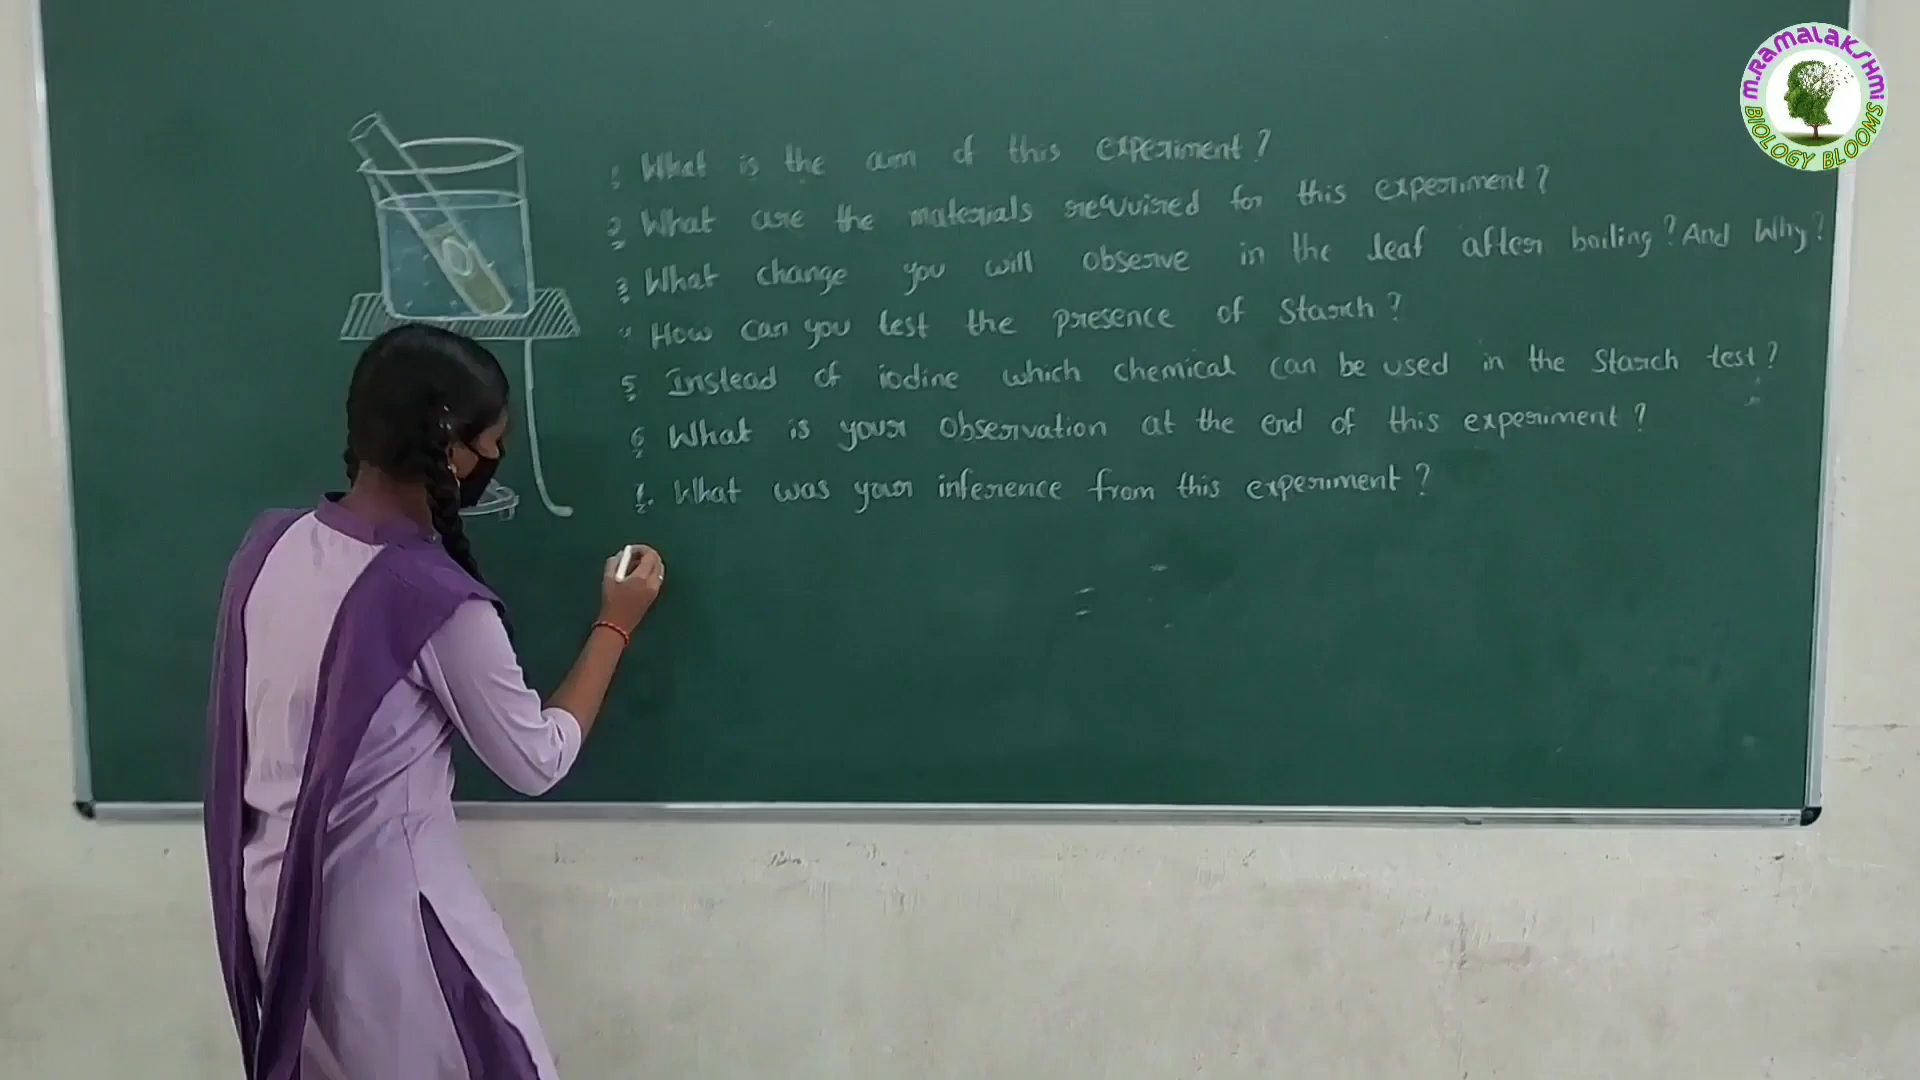 1. What is the aim of this experiment?
2. What are the materials required for this experiment?
3. What change you will observe in the leaf after boiling? And Why?
4. How can you test the presence of Starch?
5. Instead of iodine which chemical can be used in the Starch test?
6. What is your observation at the end of this experiment?
7. What was your inference from this experiment?
M.RAMALAKSHMI
BIOLOGY BLOOMS